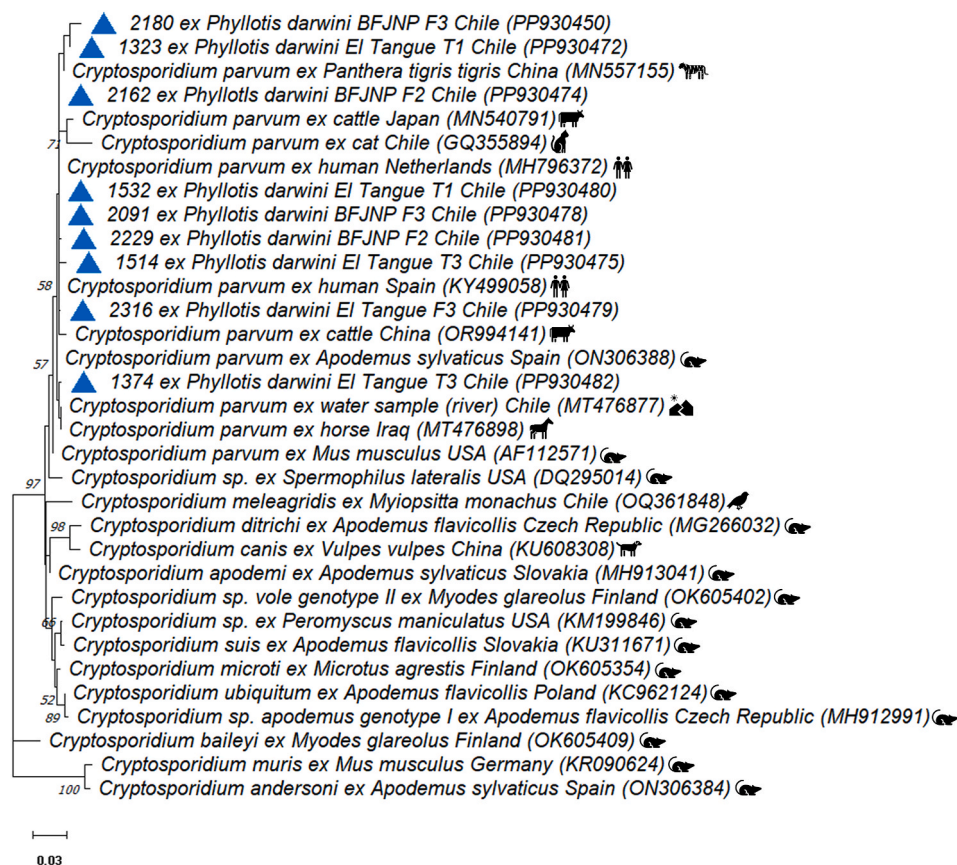 2180 ex Phyllotis darwini BFJNP F3 Chile (PP930450)
1323 ex Phyllotis darwini El Tangue T1 Chile (PP930472)
Cryptosporidium parvum ex Panthera tigris tigris China (MN557155)
2162 ex Phyllotls darwini BFJNP F2 Chile (PP930474)
Cryptosporidium parvum ex cattle Japan (MN540791)
71 Cryptosporidium parvum ex cat Chile (GQ355894)
Cryptosporidium parvum ex human Netherlands (MH796372)
1532 ex Phyllotis darwini El Tangue T1 Chile (PP930480)
2091 ex Phyllotis darwini BFJNP F3 Chile (PP930478)
2229 ex Phyllotis darwini BFJNP F2 Chile (PP930481)
1514 ex Phyllotis darwini El Tangue T3 Chile (PP930475)
58 Cryptosporidium parvum ex human Spain (KY499058)
2316 ex Phyllotis darwini El Tangue F3 Chile (PP930479)
Cryptosporidium parvum ex cattle China (OR994141)
57 Cryptosporidium parvum ex Apodemus sylvaticus Spain (ON306388)
1374 ex Phyllotis darwini El Tangue T3 Chile (PP930482)
Cryptosporidium parvum ex water sample (river) Chile (MT476877)
Cryptosporidium parvum ex horse Iraq (MT476898)
Cryptosporidium parvum ex Mus musculus USA (AF112571)
97 Cryptosporidium sp. ex Spermophilus lateralis USA (DQ295014)
Cryptosporidium meleagridis ex Myiopsitta monachus Chile (OQ361848)
98 Cryptosporidium ditrichi ex Apodemus flavicollis Czech Republic (MG266032)
Cryptosporidium canis ex Vulpes vulpes China (KU608308)
Cryptosporidium apodemi ex Apodemus sylvaticus Slovakia (MH913041)
Cryptosporidium sp. vole genotype II ex Myodes glareolus Finland (OK605402)
66 Cryptosporidium sp. ex Peromyscus maniculatus USA (KM199846)
Cryptosporidium suis ex Apodemus flavicollis Slovakia (KU311671)
Cryptosporidium microti ex Microtus agrestis Finland (OK605354)
52 Cryptosporidium ubiquitum ex Apodemus flavicollis Poland (KC962124)
89 Cryptosporidium sp. apodemus genotype I ex Apodemus flavicollis Czech Republic (MH912991)
Cryptosporidium baileyi ex Myodes glareolus Finland (OK605409)
Cryptosporidium muris ex Mus musculus Germany (KR090624)
100 Cryptosporidium andersoni ex Apodemus sylvaticus Spain (ON306384)
0.03